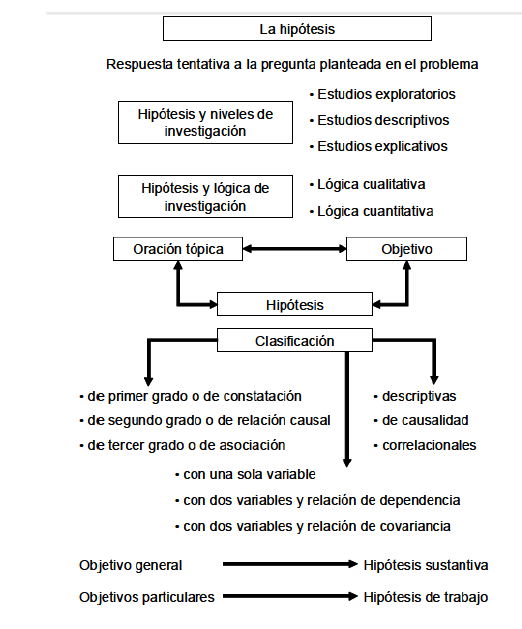 La hipótesis
Respuesta tentativa a la pregunta planteada en el problema
Hipótesis y niveles de
investigación
• Estudios exploratorios
• Estudios descriptivos
• Estudios explicativos
Hipótesis y lógica de
investigación
• Lógica cualitativa
• Lógica cuantitativa
Oración tópica
Objetivo
Hipótesis
Clasificación
• de primer grado o de constatación
• de segundo grado o de relación causal
• de tercer grado o de asociación
• descriptivas
• de causalidad
• correlacionales
• con una sola variable
• con dos variables y relación de dependencia
• con dos variables y relación de covariancia
Objetivo general
Hipótesis sustantiva
Objetivos particulares
Hipótesis de trabajo